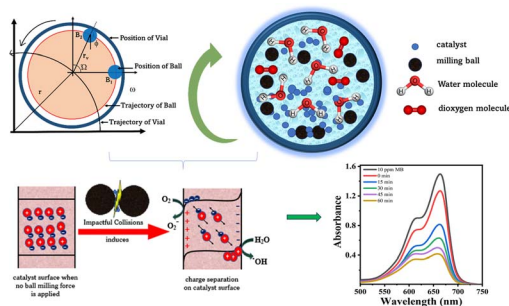 B₂
ϕ
Position of Vial
r_v
Ω
Position of Ball
B₁
ω
r
Trajectory of Ball
Trajectory of Vial
catalyst
milling ball
Water molecule
dioxygen molecule
Impactful Collisions
induces
catalyst surface when
no ball milling force
is applied
O₂
O₂⁻
H₂O
OH
charge separation
on catalyst surface
Absorbance
1.6
1.2
0.8
0.4
10 ppm MB
0 min
15 min
30 min
45 min
60 min
500
550
600
650
700
750
wavelength (nm)